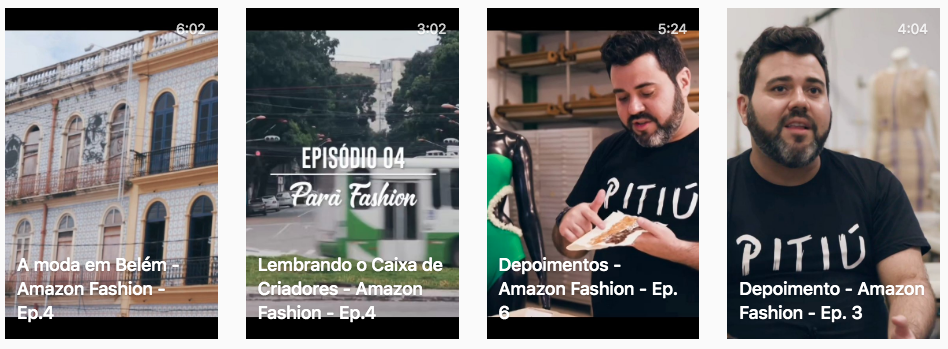 6:02
A moda em Belém -
Amazon Fashion -
Ep.4
3:02
EPISÓDIO 04
Pará Fashion
Lembrando o Caixa de
Criadores - Amazon
Fashion - Ep.4
5:24
PITIÚ
Depoimentos -
Amazon Fashion - Ep.
6
4:04
PITIÚ
Depoimento - Amazon
Fashion - Ep. 3